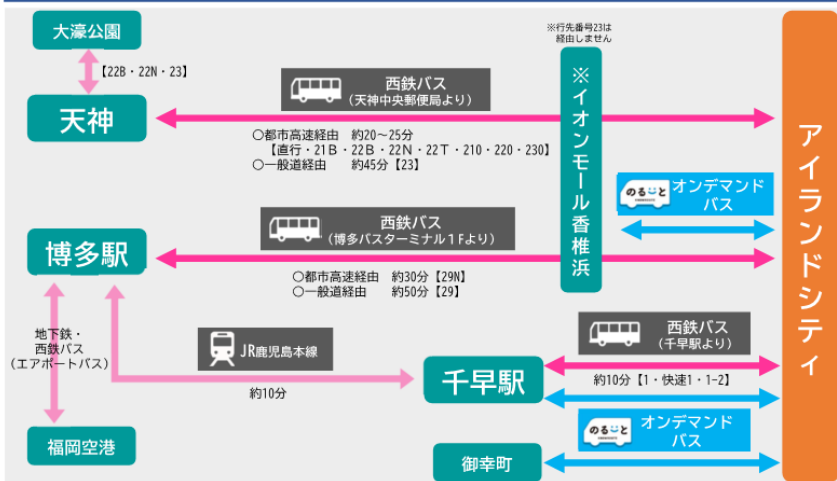 大濠公園
【22B・22N・23】
天神
西鉄バス
(天神中央郵便局より)
○都市高速経由 約20～25分
【直行・21B・22B・22N・22T・210・220・230】
○一般道経由 約45分【23】
※行先番号23は
経由しません
※イオンモール香椎浜
アイランドシティ
のるーと
オンデマンド
バス
博多駅
西鉄バス
(博多バスターミナル1Fより)
○都市高速経由 約30分【29N】
○一般道経由 約50分【29】
地下鉄・
西鉄バス
(エアポートバス)
JR鹿児島本線
約10分
千早駅
西鉄バス
(千早駅より)
約10分【1・快速1・1-2】
福岡空港
御幸町
のるーと
オンデマンド
バス